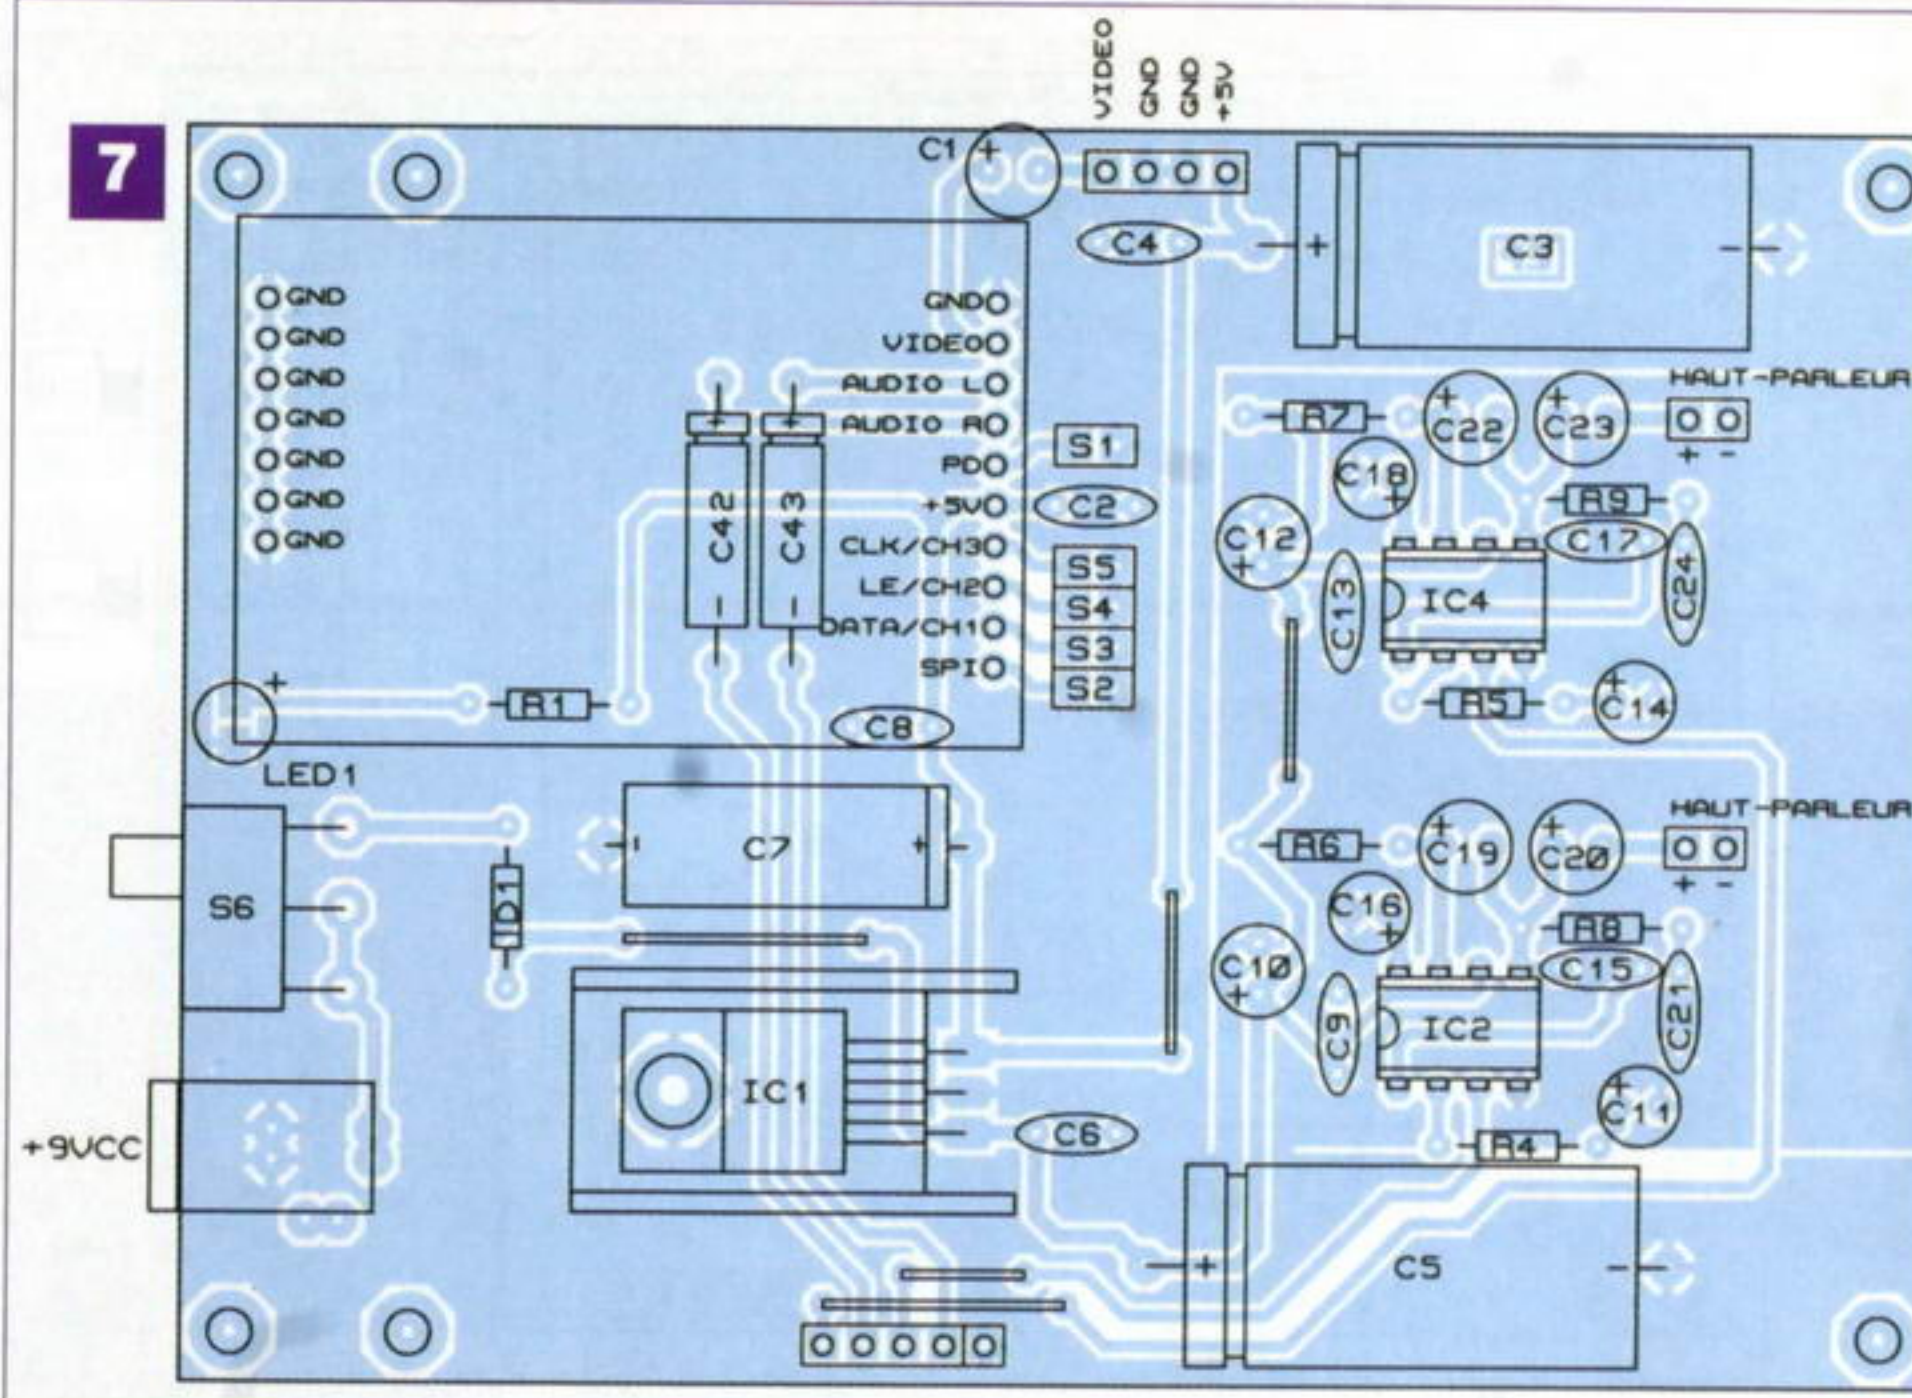 7
VIDEO
GND
GND
+5V
C1
+
C4
+
C3
-
GND
GND
GND
GND
GND
GND
GND
GND
VIDEO
AUDIO L
AUDIO R
PD
+5V
CLK/CH3
LE/CH2
DATA/CH1
SPI
+
C42
-
+
C43
-
S1
C2
S5
S4
S3
S2
HAUT-PARLEUR
+ -
R7
+
C22
+
C23
C18
+
R9
C12
+
C17
C13
IC4
C24
R5
+
C14
+
R1
C8
LED1
-
C7
+
S6
D1
IC1
C6
+9VCC
HAUT-PARLEUR
+ -
R6
+
C19
+
C20
C16
+
R8
C10
+
C15
C9
IC2
C21
+
C11
R4
+
C5
-